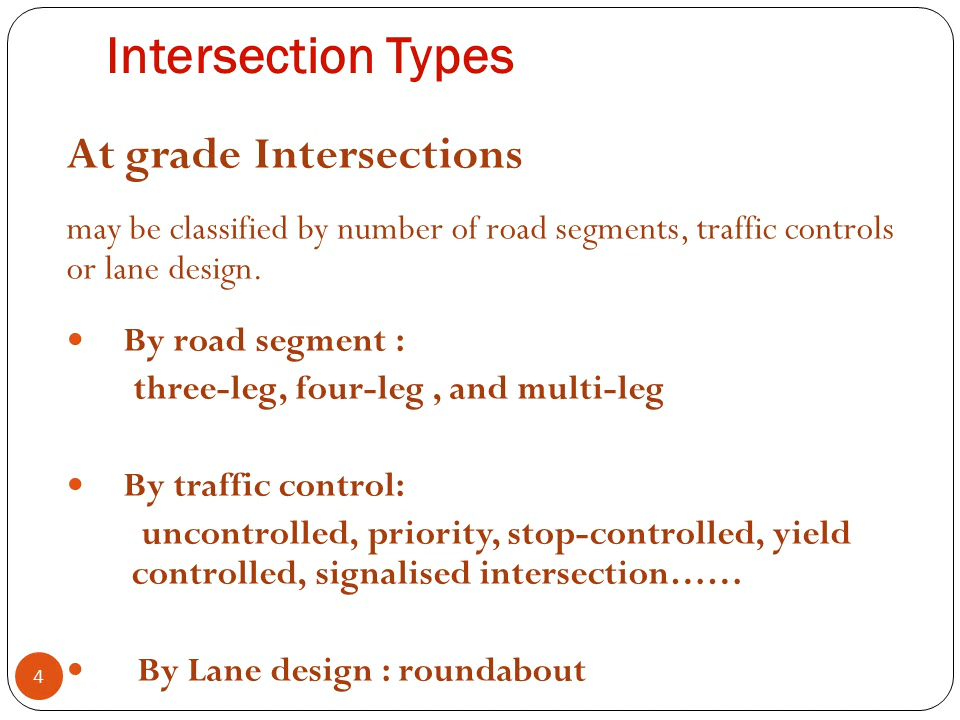 Intersection Types
At grade Intersections
may be classified by number of road segments, traffic controls
or lane design.
• By road segment :
three-leg, four-leg , and multi-leg
• By traffic control:
uncontrolled, priority, stop-controlled, yield
controlled, signalised intersection……
• By Lane design : roundabout
4